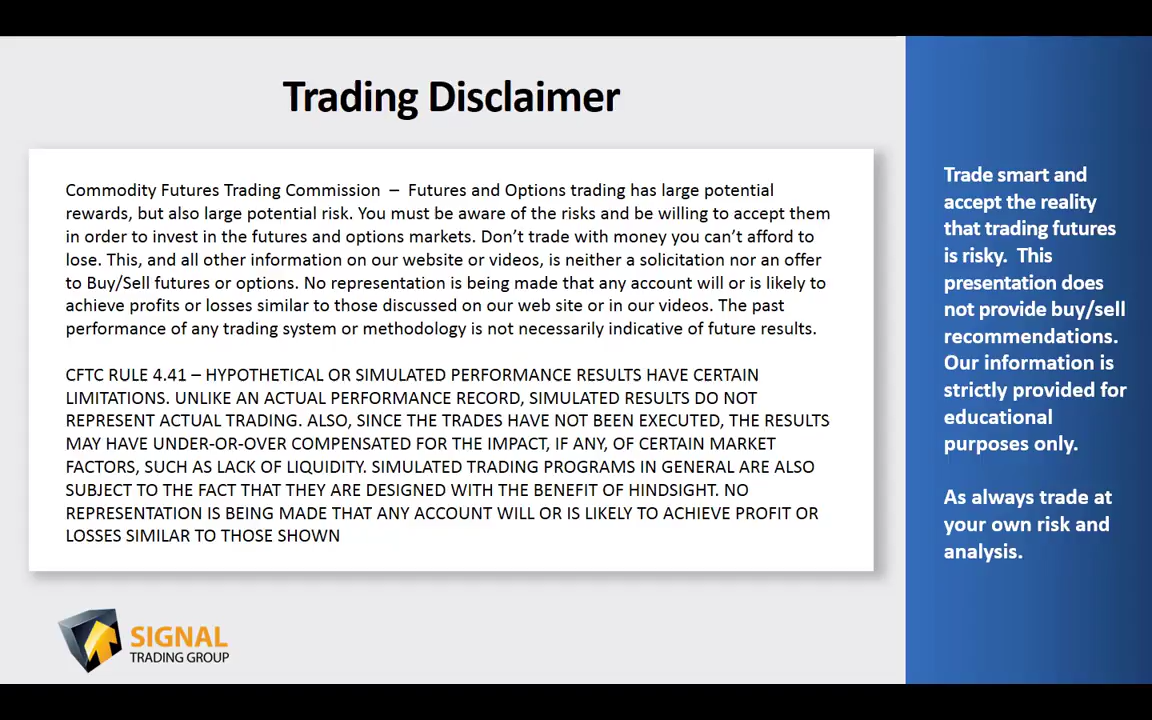 Trading Disclaimer
Commodity Futures Trading Commission – Futures and Options trading has large potential
rewards, but also large potential risk. You must be aware of the risks and be willing to accept them
in order to invest in the futures and options markets. Don’t trade with money you can’t afford to
lose. This, and all other information on our website or videos, is neither a solicitation nor an offer
to Buy/Sell futures or options. No representation is being made that any account will or is likely to
achieve profits or losses similar to those discussed on our web site or in our videos. The past
performance of any trading system or methodology is not necessarily indicative of future results.
CFTC RULE 4.41 – HYPOTHETICAL OR SIMULATED PERFORMANCE RESULTS HAVE CERTAIN
LIMITATIONS. UNLIKE AN ACTUAL PERFORMANCE RECORD, SIMULATED RESULTS DO NOT
REPRESENT ACTUAL TRADING. ALSO, SINCE THE TRADES HAVE NOT BEEN EXECUTED, THE RESULTS
MAY HAVE UNDER-OR-OVER COMPENSATED FOR THE IMPACT, IF ANY, OF CERTAIN MARKET
FACTORS, SUCH AS LACK OF LIQUIDITY. SIMULATED TRADING PROGRAMS IN GENERAL ARE ALSO
SUBJECT TO THE FACT THAT THEY ARE DESIGNED WITH THE BENEFIT OF HINDSIGHT. NO
REPRESENTATION IS BEING MADE THAT ANY ACCOUNT WILL OR IS LIKELY TO ACHIEVE PROFIT OR
LOSSES SIMILAR TO THOSE SHOWN
Trade smart and
accept the reality
that trading futures
is risky. This
presentation does
not provide buy/sell
recommendations.
Our information is
strictly provided for
educational
purposes only.
As always trade at
your own risk and
analysis.
SIGNAL
TRADING GROUP